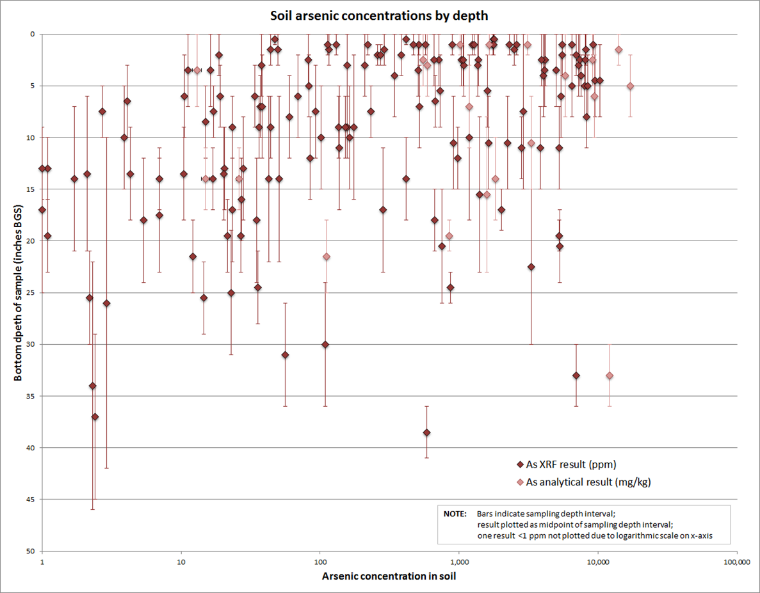 Soil arsenic concentrations by depth
Bottom dpeth of sample (inches BGS)
0
5
10
15
20
25
30
35
40
45
50
As XRF result (ppm)
As analytical result (mg/kg)
NOTE: Bars indicate sampling depth interval;
result plotted as midpoint of sampling depth interval;
one result <1 ppm not plotted due to logarithmic scale on x-axis
1 10 100 1,000 10,000 100,000
Arsenic concentration in soil